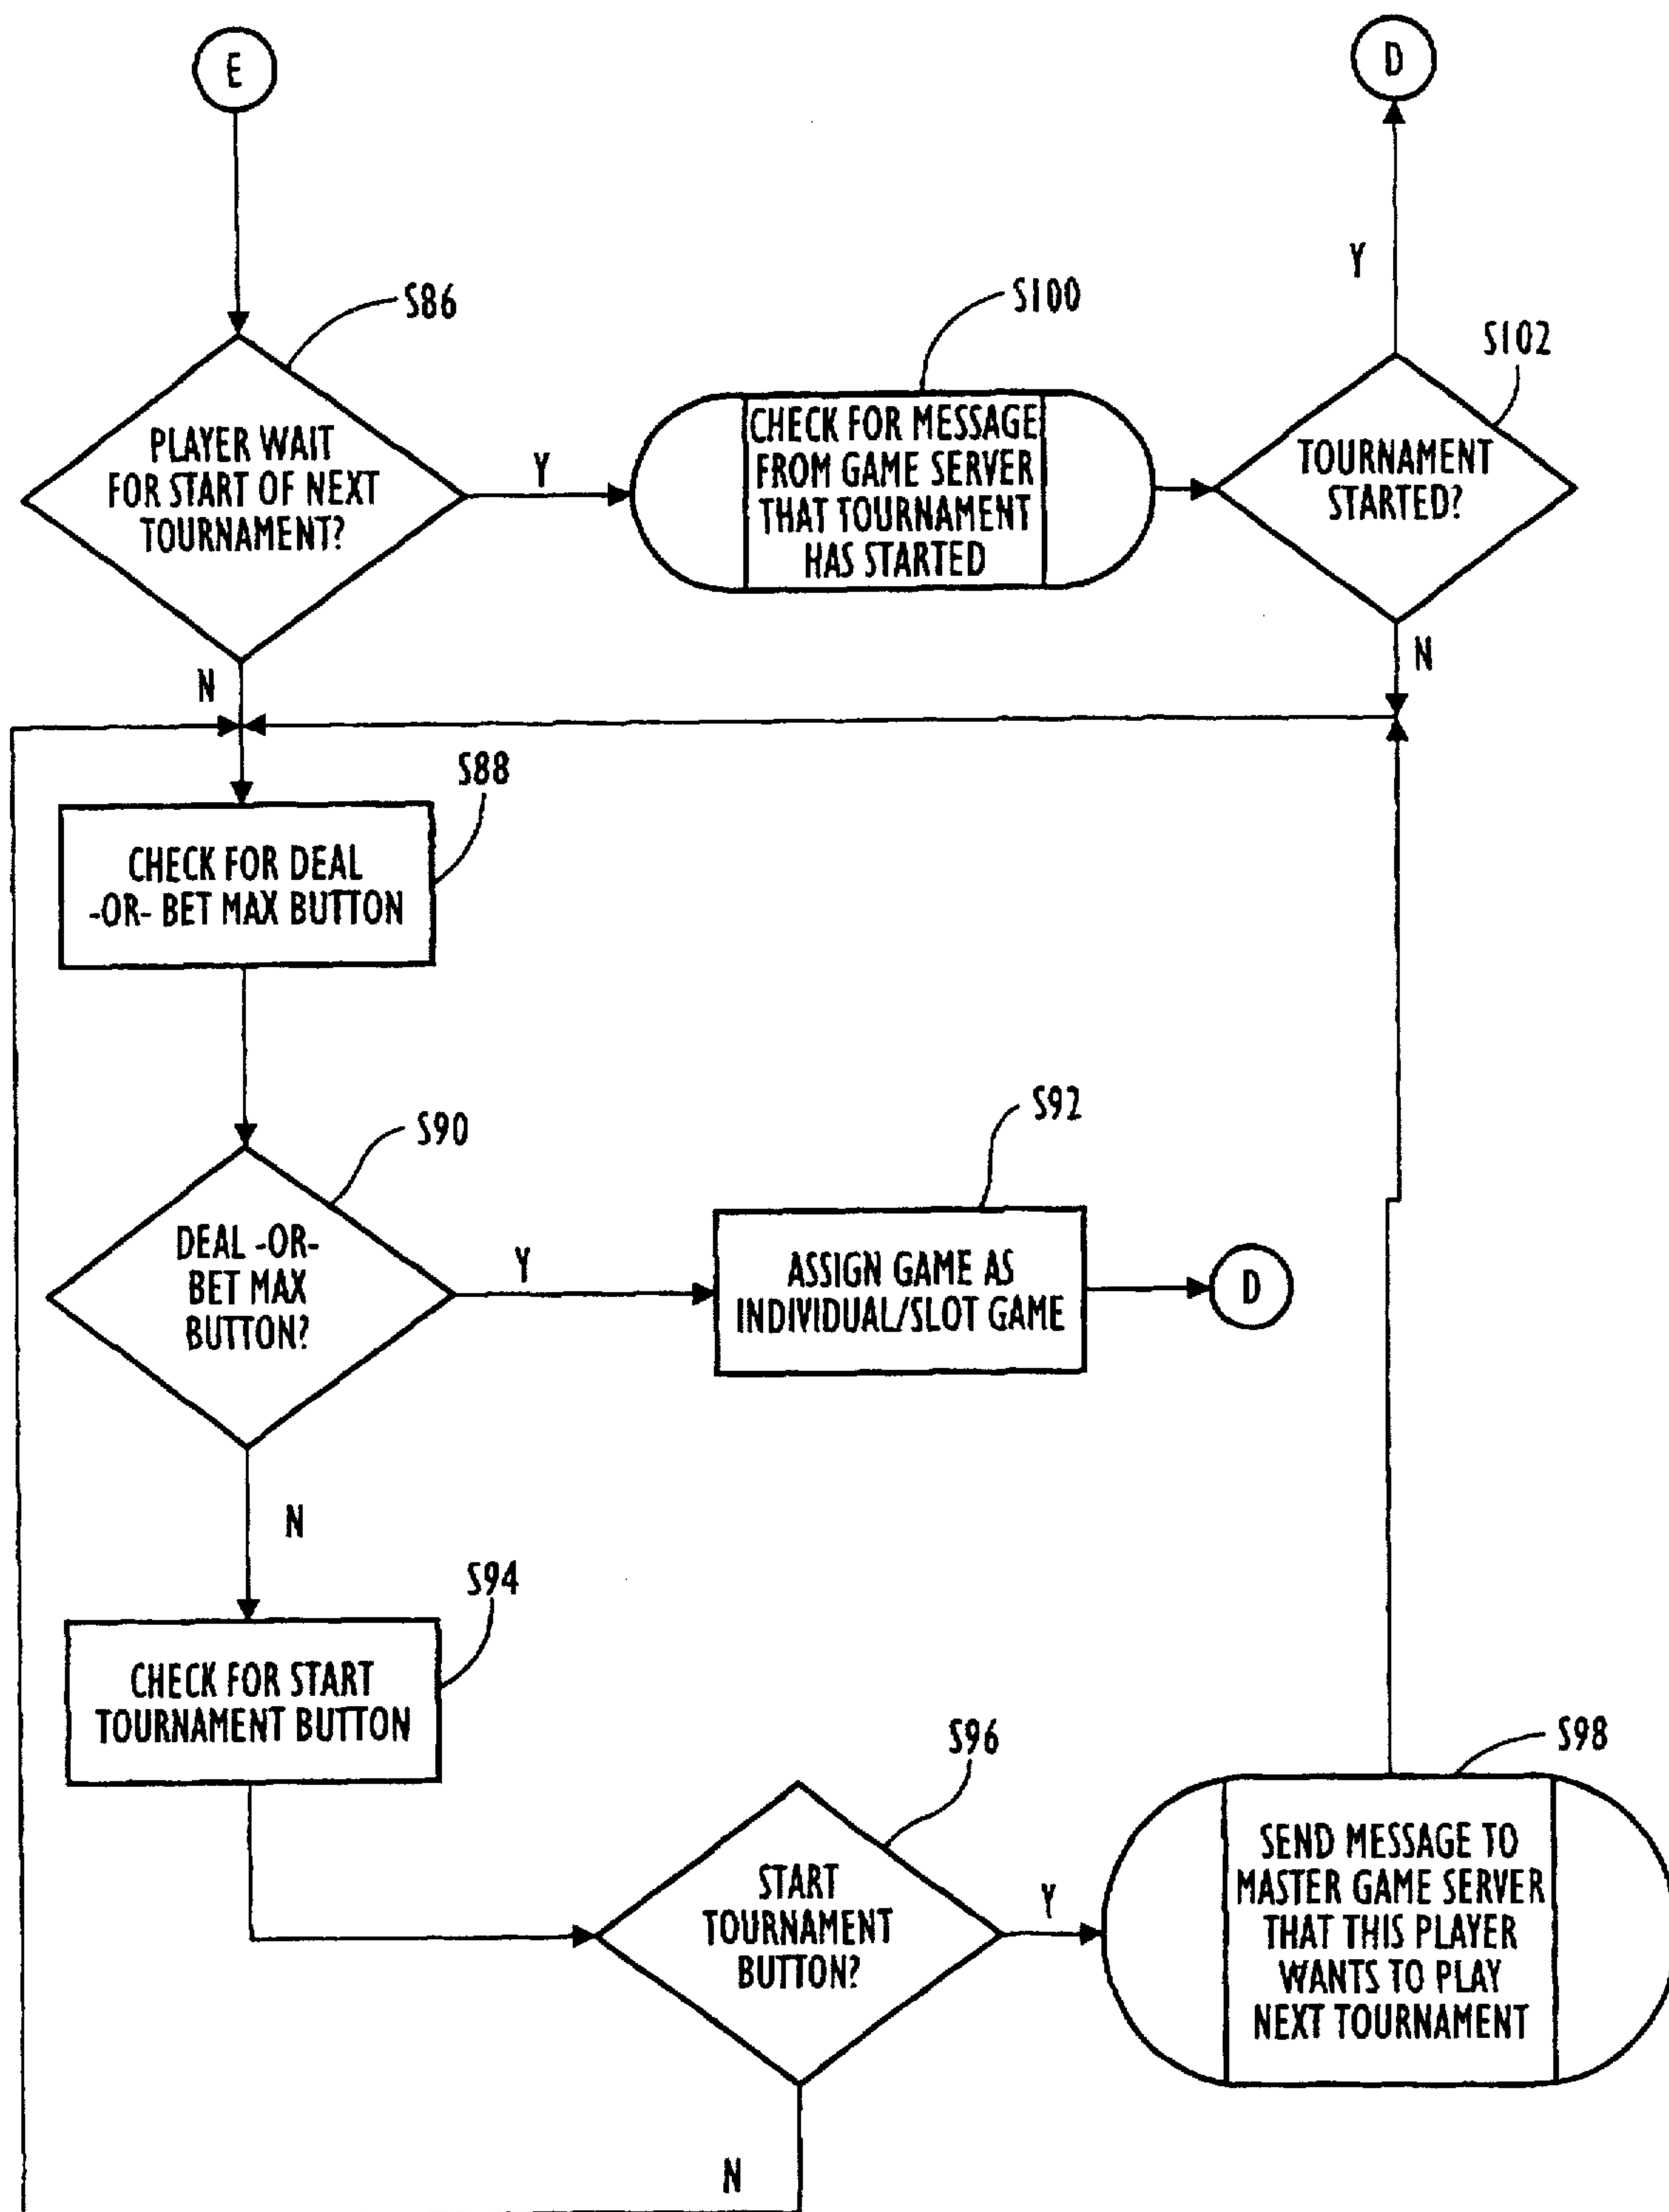 E
D
S86
S100
S102
Y
PLAYER WAIT
FOR START OF NEXT
TOURNAMENT?
Y
CHECK FOR MESSAGE
FROM GAME SERVER
THAT TOURNAMENT
HAS STARTED
TOURNAMENT
STARTED?
N
N
S88
CHECK FOR DEAL
-OR- BET MAX BUTTON
S90
S92
DEAL -OR-
BET MAX
BUTTON?
Y
ASSIGN GAME AS
INDIVIDUAL/SLOT GAME
D
N
S94
CHECK FOR START
TOURNAMENT BUTTON
S96
S98
START
TOURNAMENT
BUTTON?
Y
SEND MESSAGE TO
MASTER GAME SERVER
THAT THIS PLAYER
WANTS TO PLAY
NEXT TOURNAMENT
N